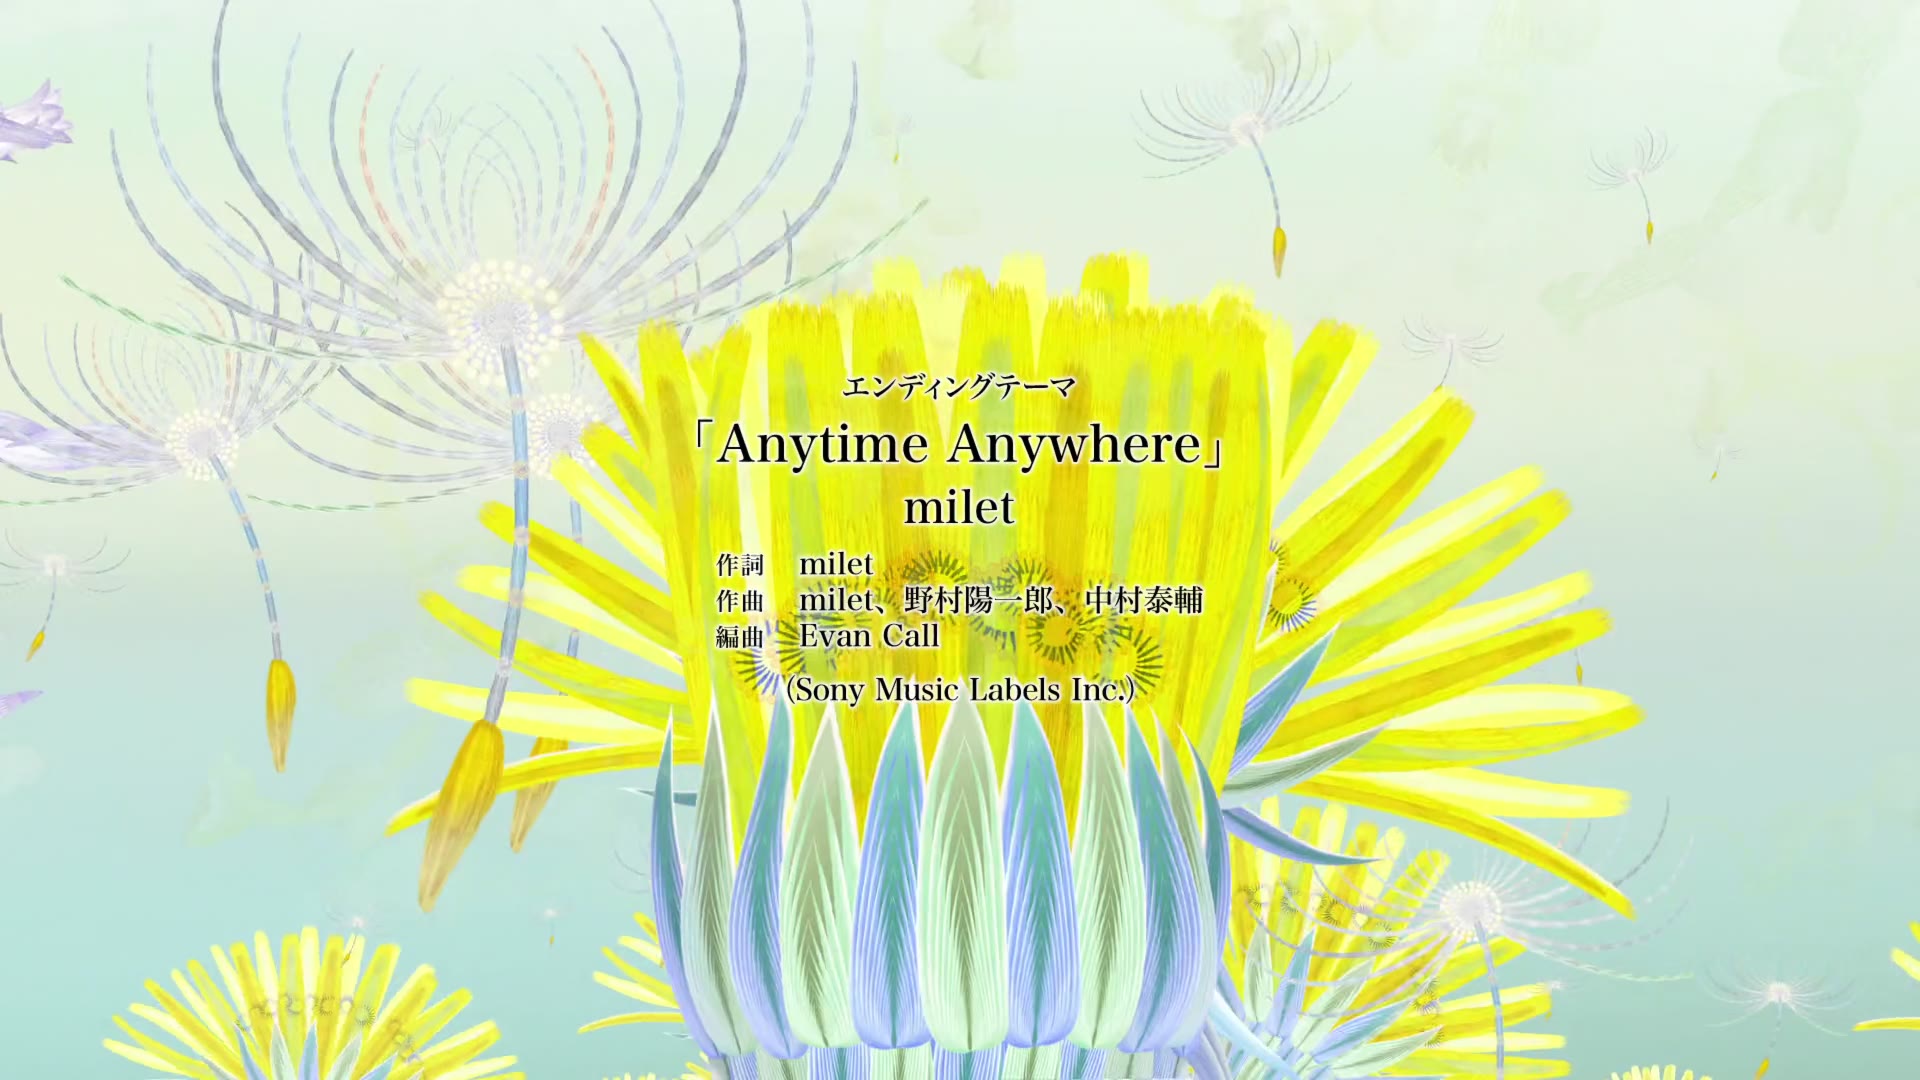 エンディングテーマ
「Anytime Anywhere」
milet
作詞 milet
作曲 milet、野村陽一郎、中村泰輔
編曲 Evan Call
(Sony Music Labels Inc.)